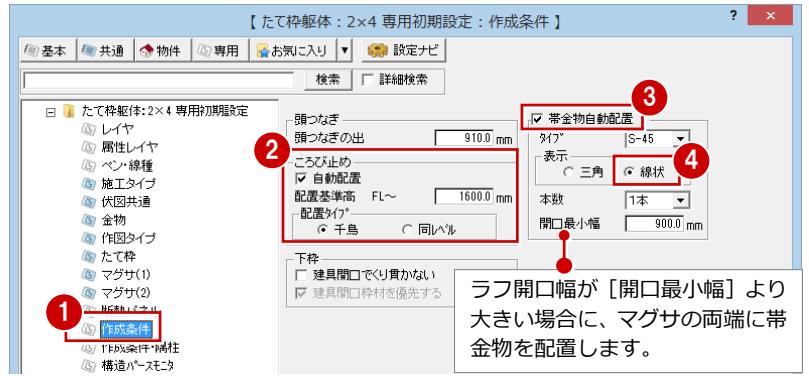 【 たて枠躯体：2×4 専用初期設定：作成条件 】
? ×
基本 共通 物件 専用 お気に入り ▼ 設定ナビ
検索 詳細検索
たて枠躯体:2×4 専用初期設定
レイヤ
属性レイヤ
ペン・線種
施工タイプ
伏図共通
金物
作図タイプ
たて枠
マグサ(1)
マグサ(2)
断熱パネル
1
作成条件
作成条件・隅柱
構造パースモニタ
頭つなぎ
頭つなぎの出 910.0 mm
2
ころび止め
自動配置
配置基準高 FL～ 1600.0 mm
配置タイプ
千鳥 同レベル
下枠
建具開口でくり貫かない
建具開口枠材を優先する
3
帯金物自動配置
タイプ S-45
表示
三角 線状
4
本数 1本
開口最小幅 900.0 mm
ラフ開口幅が［開口最小幅］より
大きい場合に、マグサの両端に帯
金物を配置します。